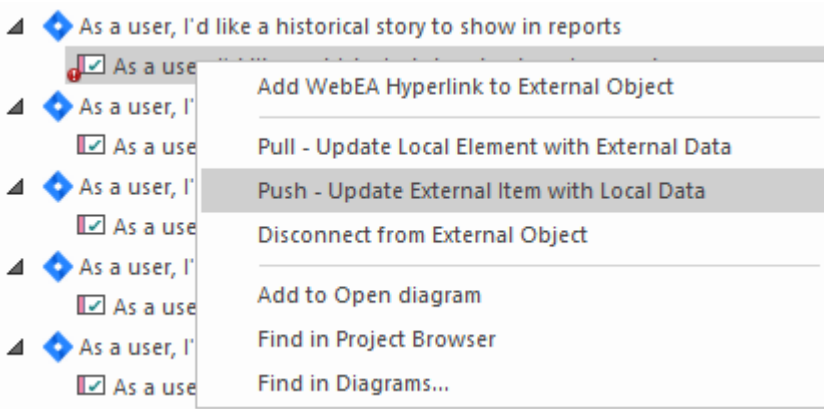 As a user, I'd like a historical story to show in reports
As a use
Add WebEA Hyperlink to External Object
As a user, I'
As a use
Pull - Update Local Element with External Data
As a user, I'
Push - Update External Item with Local Data
As a use
Disconnect from External Object
As a user, I'
As a use
Add to Open diagram
As a user, I'
Find in Project Browser
As a use
Find in Diagrams...